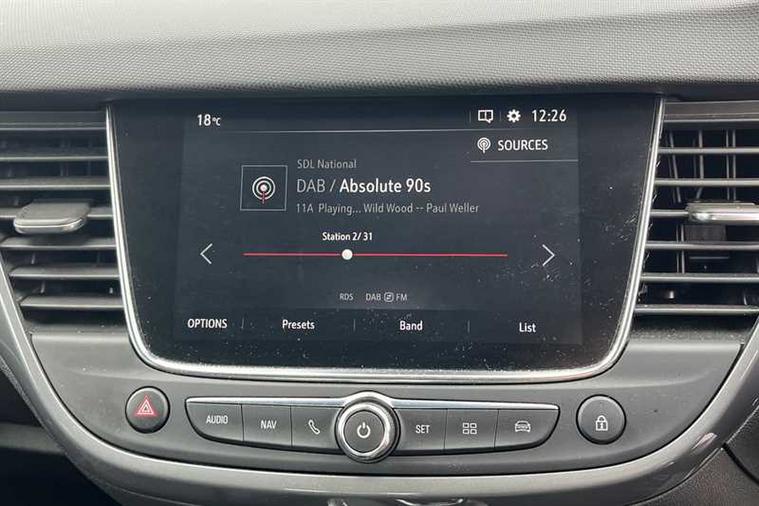 18°C 12:26
SOURCES
SDL National
DAB / Absolute 90s
11A Playing... Wild Wood -- Paul Weller
Station 2/31
RDS DAB FM
OPTIONS Presets Band List
AUDIO NAV SET